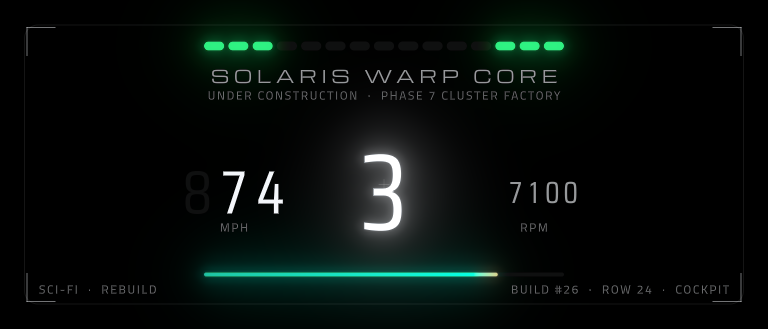 SOLARIS WARP CORE
UNDER CONSTRUCTION · PHASE 7 CLUSTER FACTORY
74
MPH
3
7100
RPM
SCI-FI · REBUILD
BUILD #26 · ROW 24 · COCKPIT